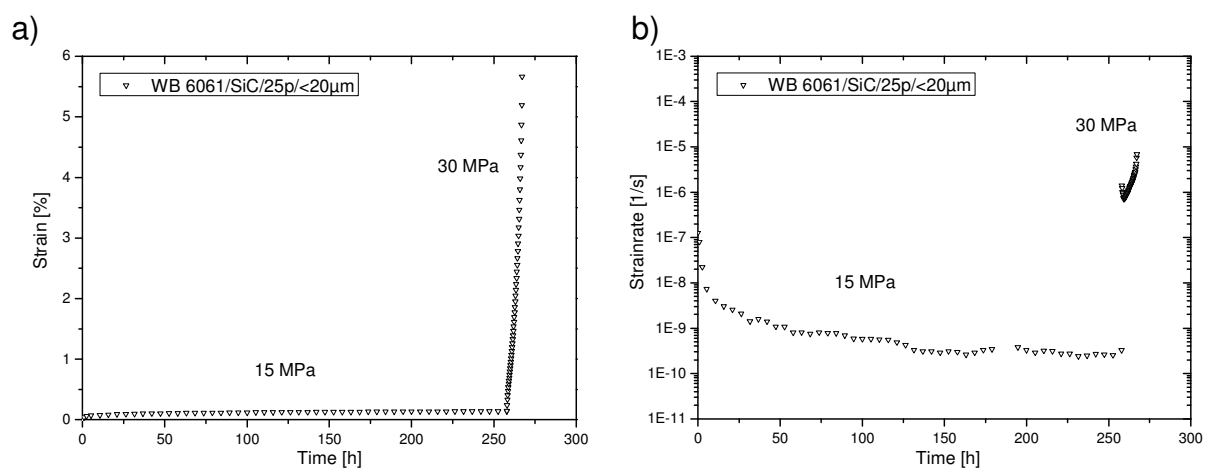 a)
6
5
4
3
2
1
0
Strain [%]
WB 6061/SiC/25p/<20µm
30 MPa
15 MPa
0 50 100 150 200 250 300
Time [h]
b)
1E-3
1E-4
1E-5
1E-6
1E-7
1E-8
1E-9
1E-10
1E-11
Strainrate [1/s]
WB 6061/SiC/25p/<20µm
30 MPa
15 MPa
0 50 100 150 200 250 300
Time [h]